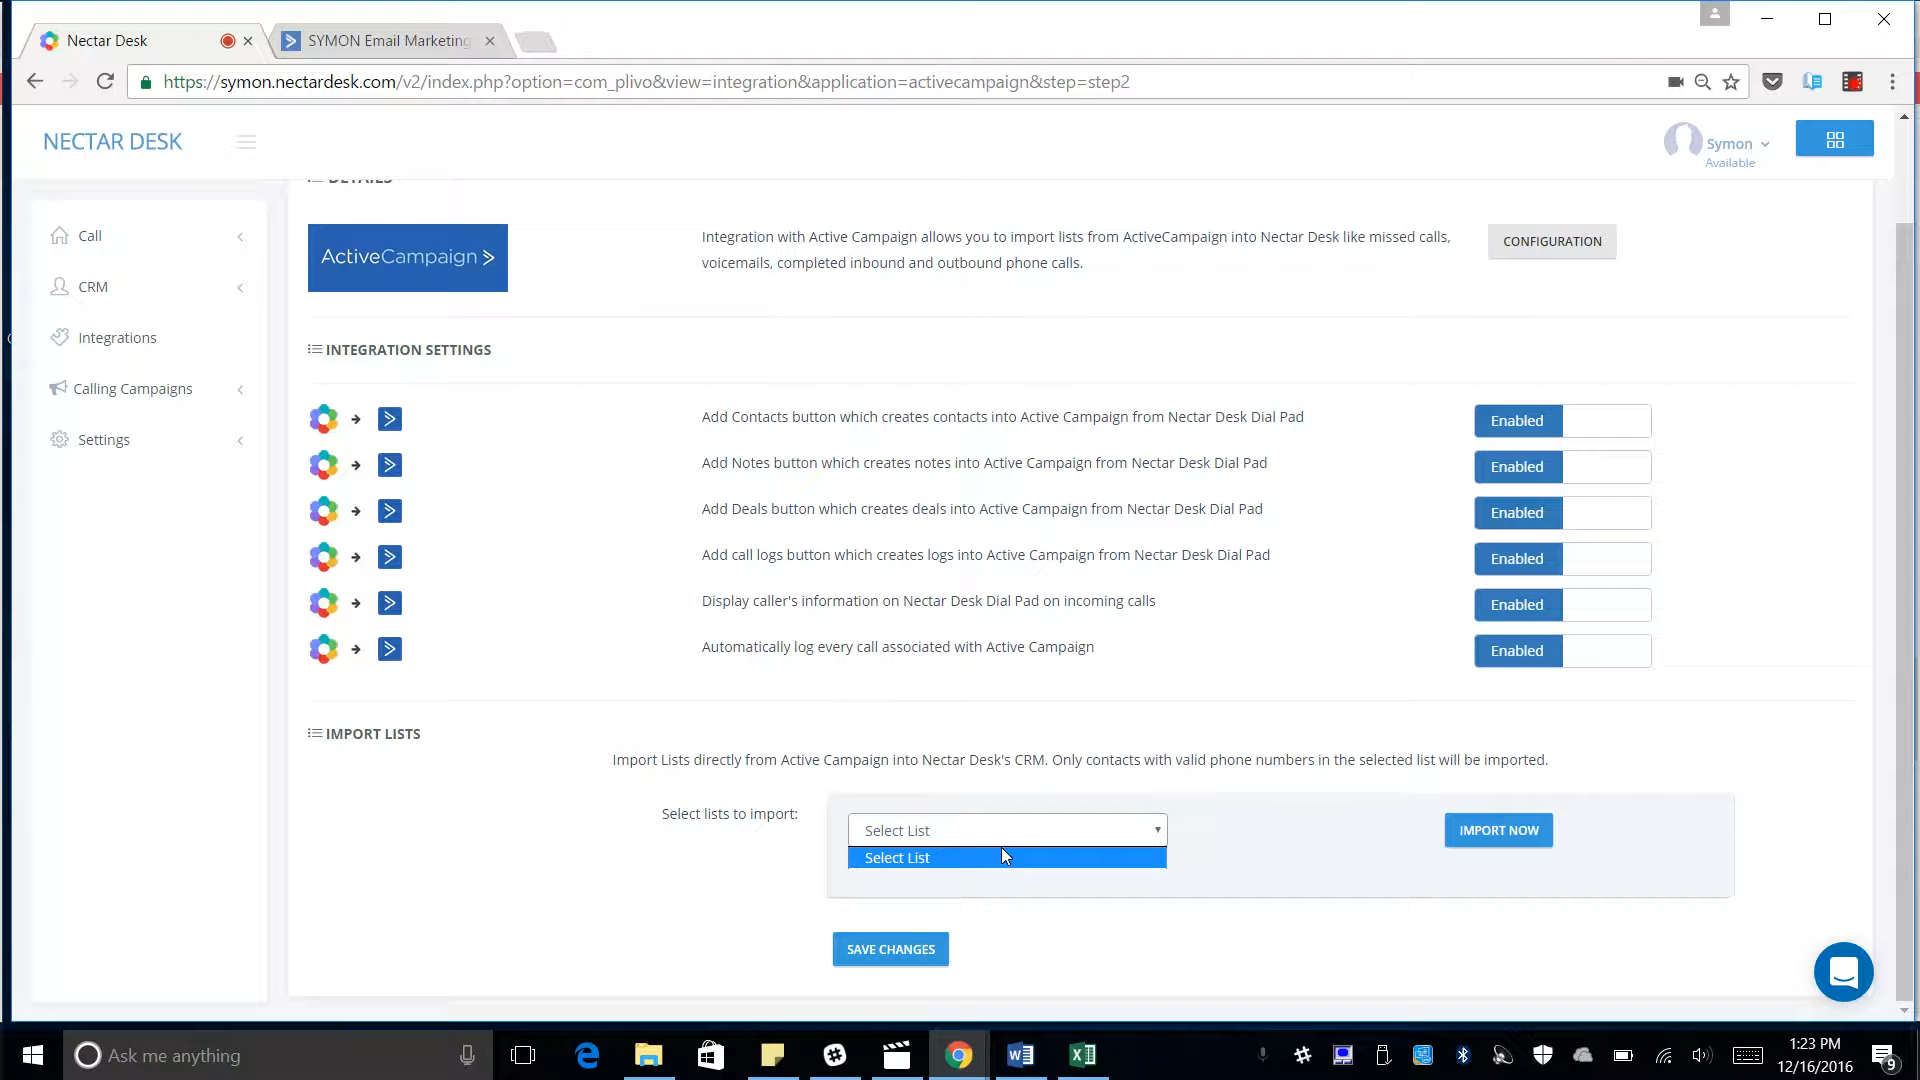 Nectar Desk
SYMON Email Marketing
https://symon.nectardesk.com/v2/index.php?option=com_plivo&view=integration&application=activecampaign&step=step2
NECTAR DESK
Symon
Available
Call
CRM
Integrations
Calling Campaigns
Settings
DETAILS
ActiveCampaign >
Integration with Active Campaign allows you to import lists from ActiveCampaign into Nectar Desk like missed calls,
voicemails, completed inbound and outbound phone calls.
CONFIGURATION
INTEGRATION SETTINGS
Add Contacts button which creates contacts into Active Campaign from Nectar Desk Dial Pad
Enabled
Add Notes button which creates notes into Active Campaign from Nectar Desk Dial Pad
Enabled
Add Deals button which creates deals into Active Campaign from Nectar Desk Dial Pad
Enabled
Add call logs button which creates logs into Active Campaign from Nectar Desk Dial Pad
Enabled
Display caller's information on Nectar Desk Dial Pad on incoming calls
Enabled
Automatically log every call associated with Active Campaign
Enabled
IMPORT LISTS
Import Lists directly from Active Campaign into Nectar Desk's CRM. Only contacts with valid phone numbers in the selected list will be imported.
Select lists to import:
Select List
Select List
IMPORT NOW
SAVE CHANGES
Ask me anything
1:23 PM
12/16/2016
9